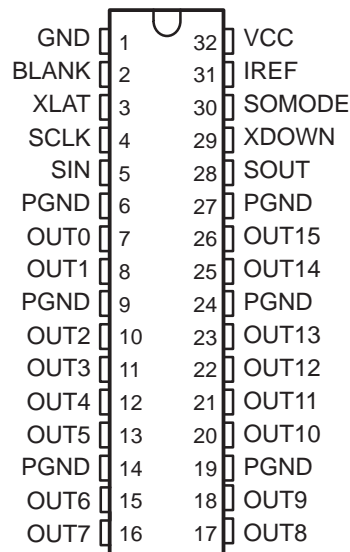 GND 1 32 VCC
BLANK 2 31 IREF
XLAT 3 30 SOMODE
SCLK 4 29 XDOWN
SIN 5 28 SOUT
PGND 6 27 PGND
OUT0 7 26 OUT15
OUT1 8 25 OUT14
PGND 9 24 PGND
OUT2 10 23 OUT13
OUT3 11 22 OUT12
OUT4 12 21 OUT11
OUT5 13 20 OUT10
PGND 14 19 PGND
OUT6 15 18 OUT9
OUT7 16 17 OUT8